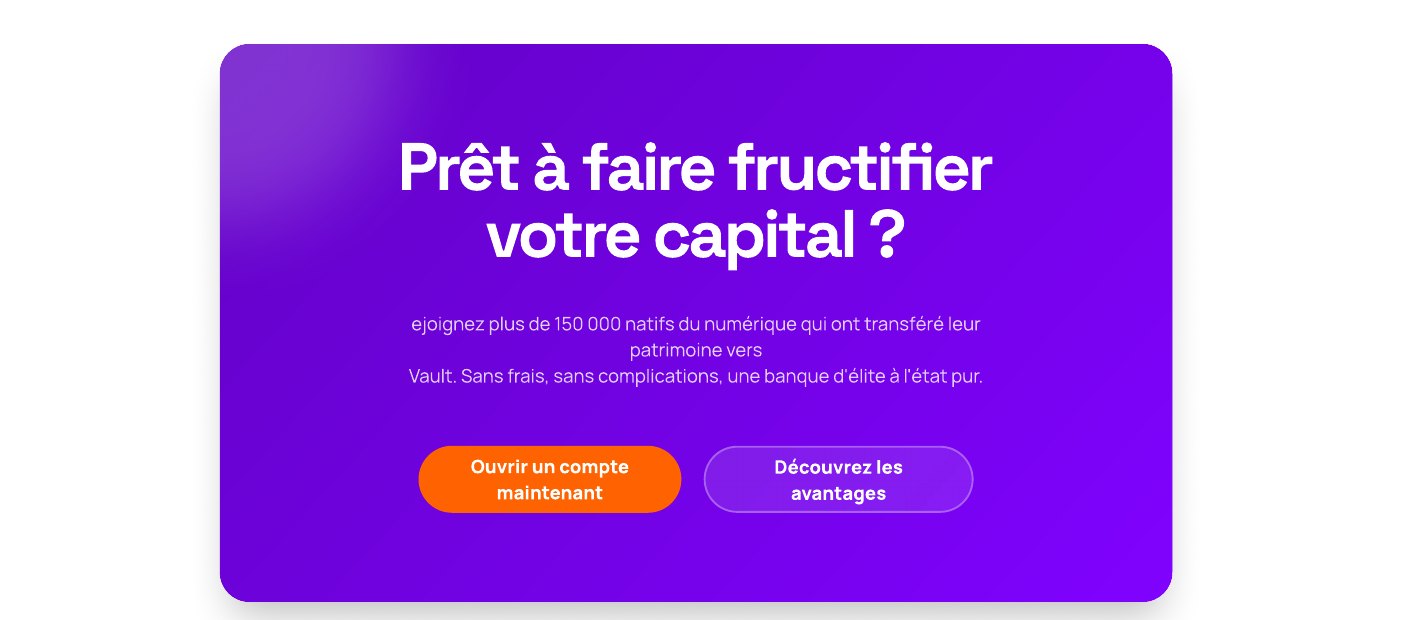 Prêt à faire fructifier
votre capital ?
ejoignez plus de 150 000 natifs du numérique qui ont transféré leur
patrimoine vers
Vault. Sans frais, sans complications, une banque d'élite à l'état pur.
Ouvrir un compte
maintenant
Découvrez les
avantages